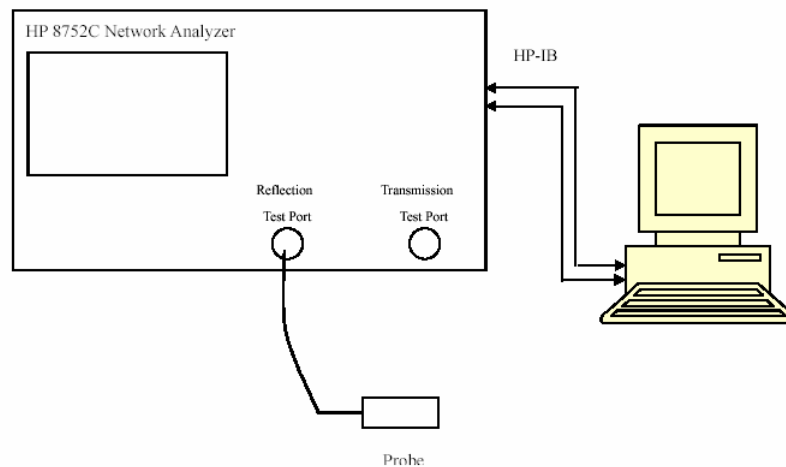 HP 8752C Network Analyzer
HP-IB
Reflection
Test Port
Transmission
Test Port
Probe